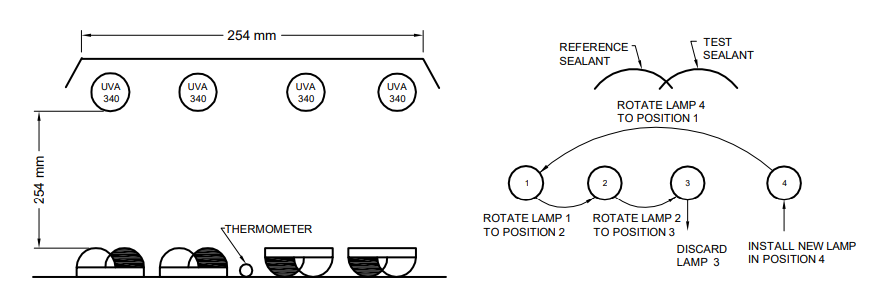 254 mm
UVA
340
UVA
340
UVA
340
UVA
340
254 mm
THERMOMETER
REFERENCE
SEALANT
TEST
SEALANT
ROTATE LAMP 4
TO POSITION 1
1
2
3
4
ROTATE LAMP 1
TO POSITION 2
ROTATE LAMP 2
TO POSITION 3
DISCARD
LAMP 3
INSTALL NEW LAMP
IN POSITION 4